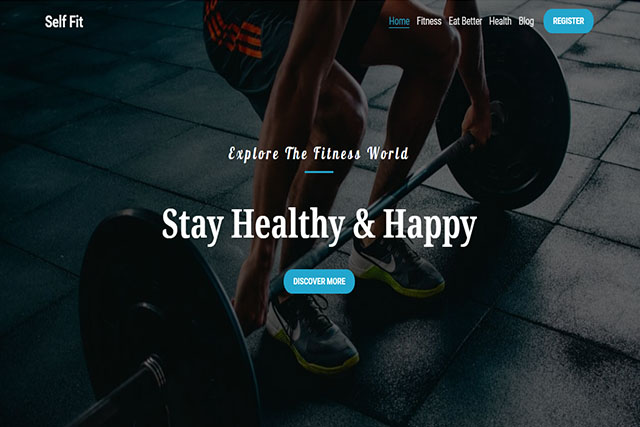 Self Fit
Home Fitness Eat Better Health Blog REGISTER
Explore The Fitness World
Stay Healthy & Happy
DISCOVER MORE